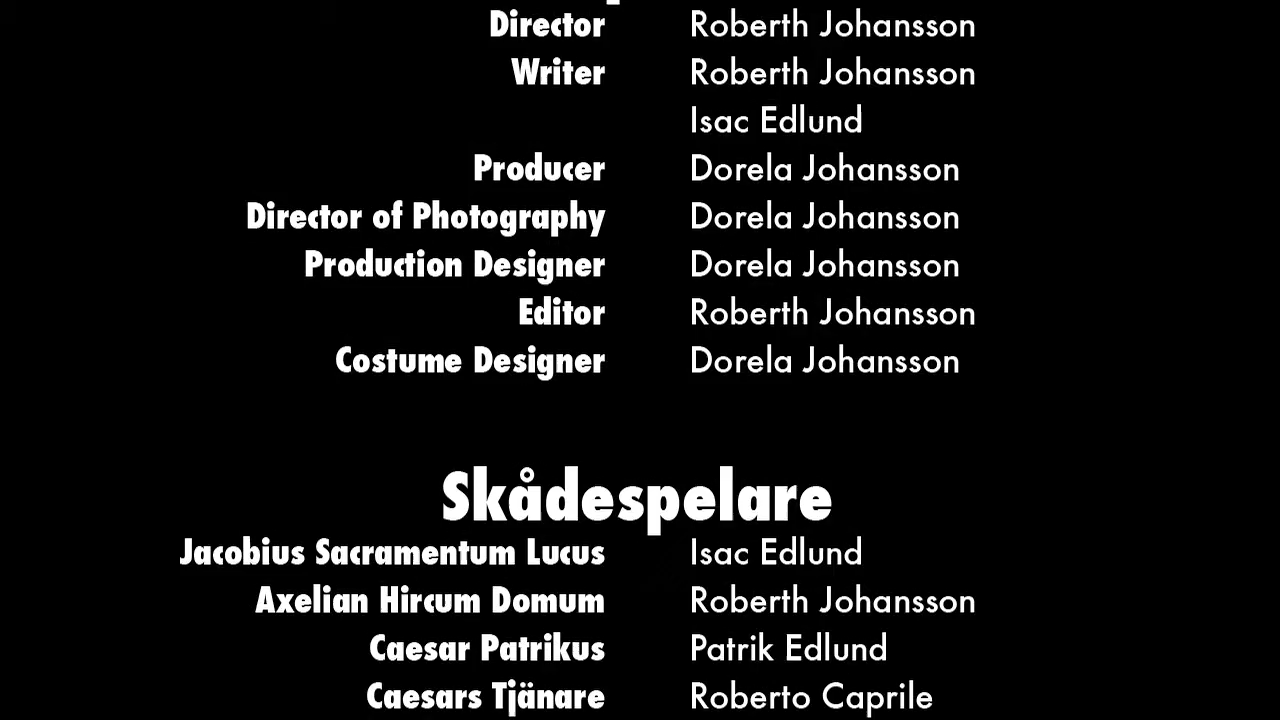 Director Roberth Johansson
Writer Roberth Johansson
Isac Edlund
Producer Dorela Johansson
Director of Photography Dorela Johansson
Production Designer Dorela Johansson
Editor Roberth Johansson
Costume Designer Dorela Johansson
Skådespelare
Jacobius Sacramentum Lucus Isac Edlund
Axelian Hircum Domum Roberth Johansson
Caesar Patrikus Patrik Edlund
Caesars Tjänare Roberto Caprile